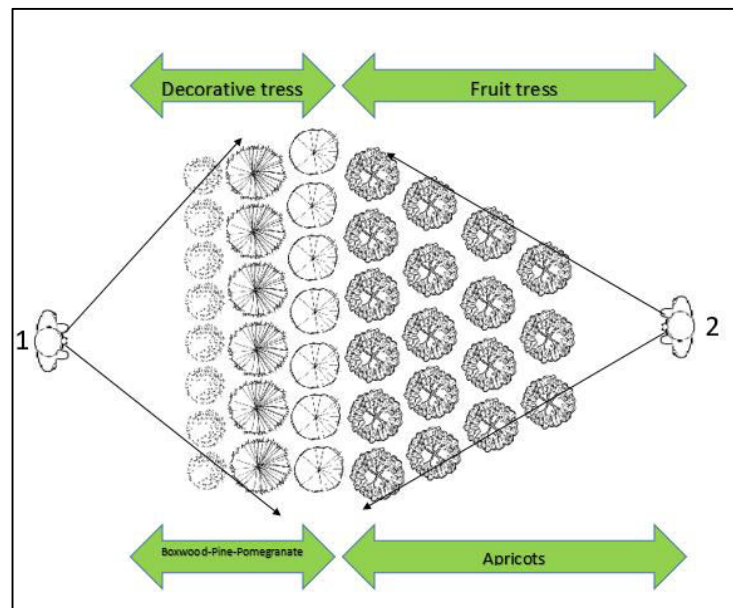 Decorative tress
Fruit tress
1
2
Boxwood-Pine-Pomegranate
Apricots